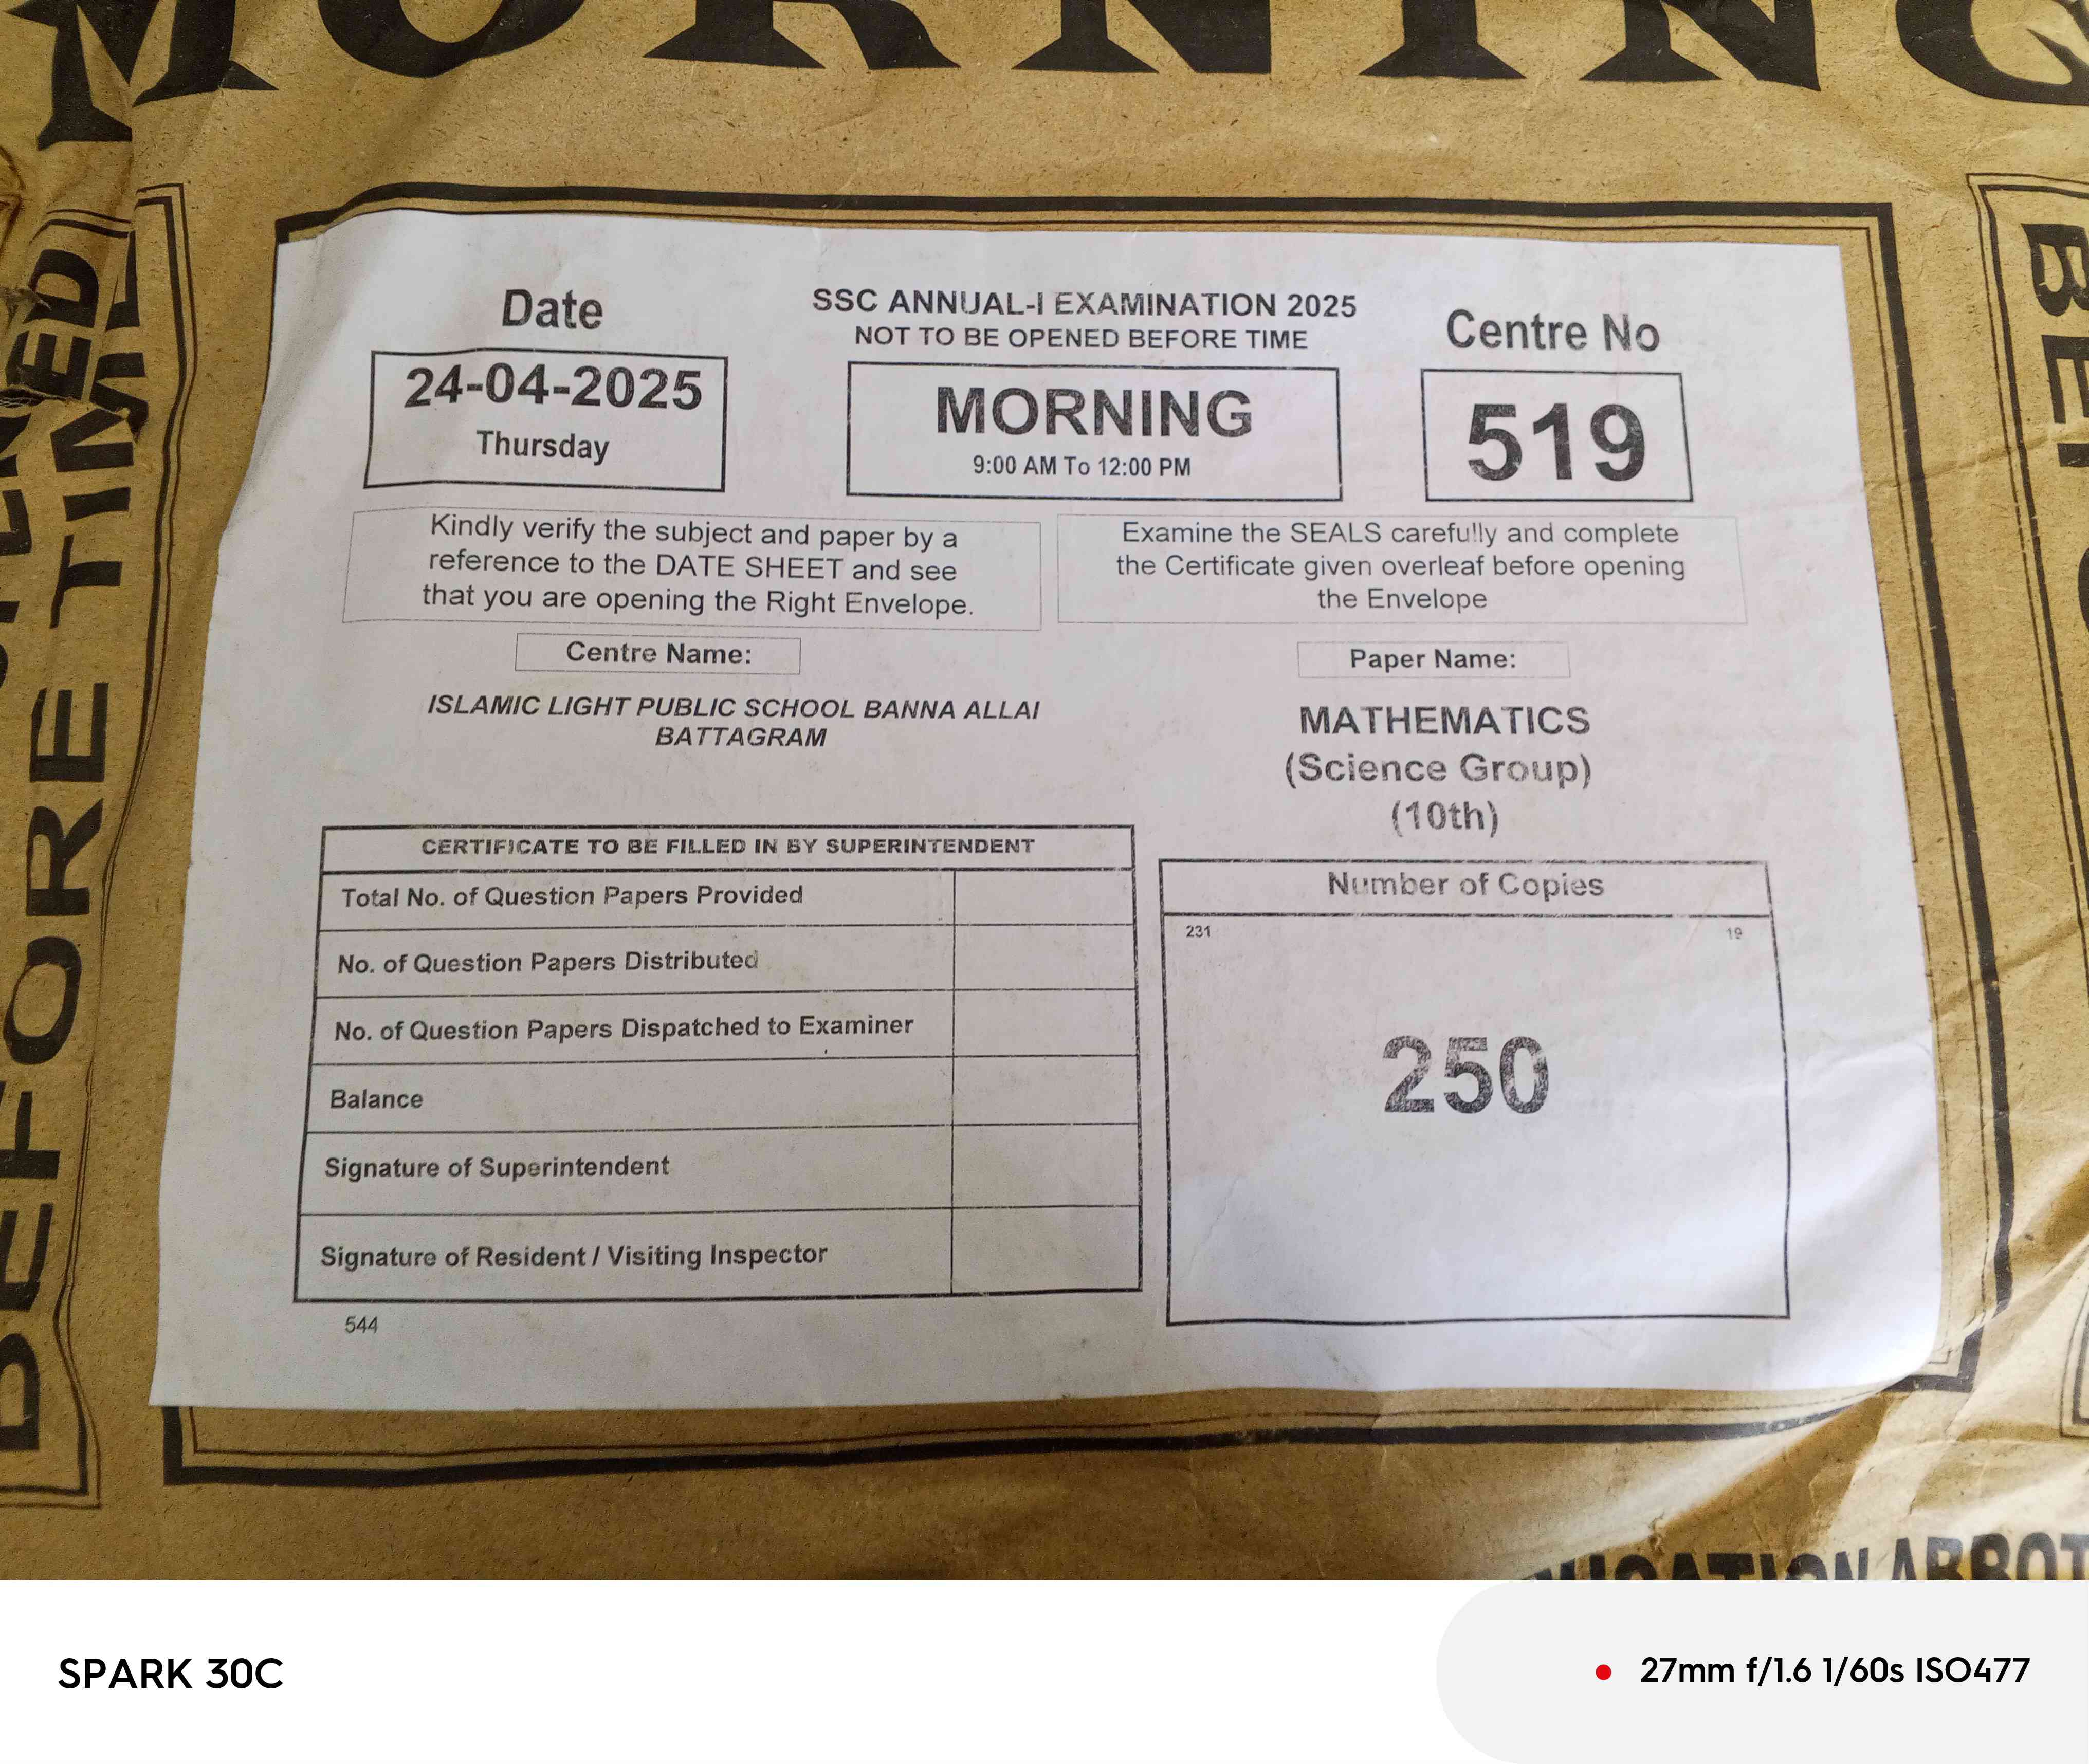 MORNING
BEFORE TIME
Date
24-04-2025
Thursday
SSC ANNUAL-I EXAMINATION 2025
NOT TO BE OPENED BEFORE TIME
MORNING
9:00 AM To 12:00 PM
Centre No
519
Kindly verify the subject and paper by a
reference to the DATE SHEET and see
that you are opening the Right Envelope.
Examine the SEALS carefully and complete
the Certificate given overleaf before opening
the Envelope
Centre Name:
ISLAMIC LIGHT PUBLIC SCHOOL BANNA ALLAI
BATTAGRAM
Paper Name:
MATHEMATICS
(Science Group)
(10th)
CERTIFICATE TO BE FILLED IN BY SUPERINTENDENT
Total No. of Question Papers Provided
No. of Question Papers Distributed
No. of Question Papers Dispatched to Examiner
Balance
Signature of Superintendent
Signature of Resident / Visiting Inspector
544
Number of Copies
231 19
250
SPARK 30C
27mm f/1.6 1/60s ISO477